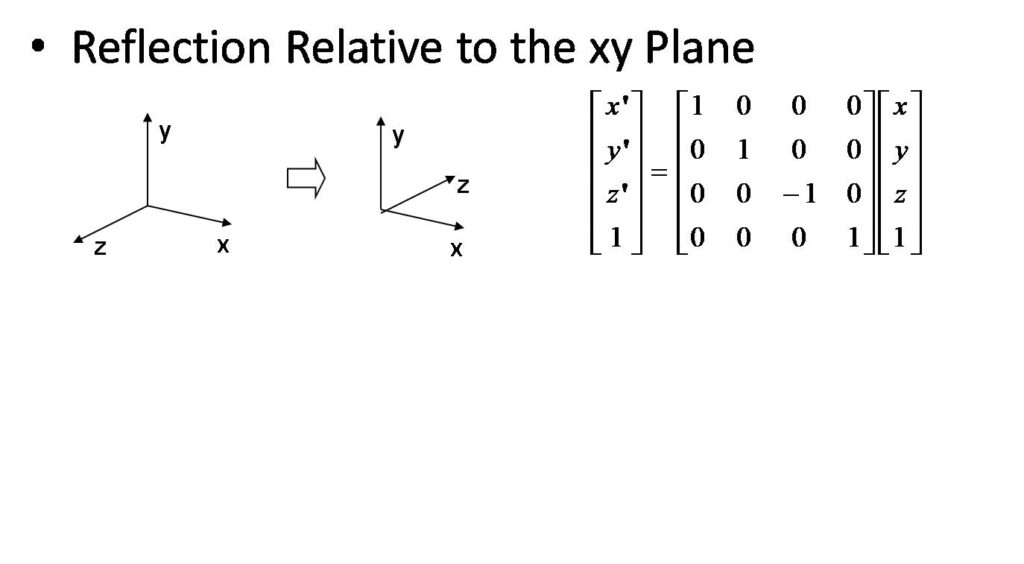 • Reflection Relative to the xy Plane
y
z
x
y
z
x
x' 1 0 0 0 x
y' 0 1 0 0 y
=
z' 0 0 −1 0 z
1 0 0 0 1 1